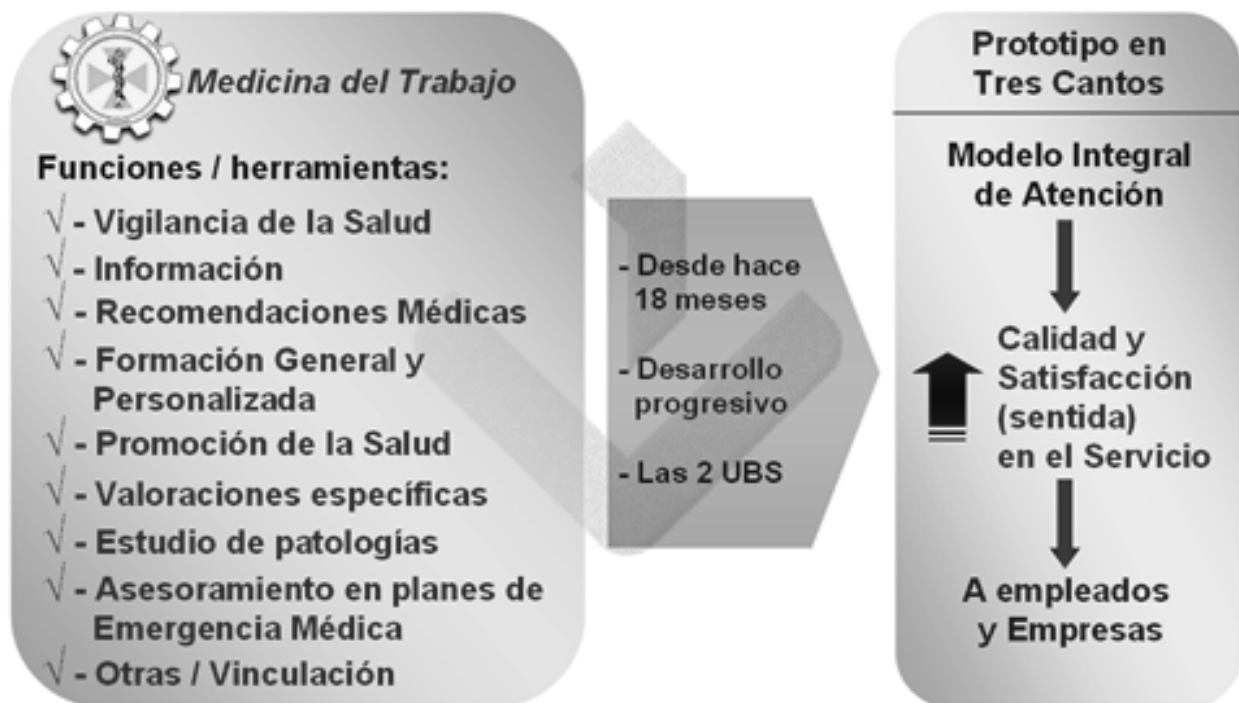 Medicina del Trabajo
Funciones / herramientas:
√ - Vigilancia de la Salud
√ - Información
√ - Recomendaciones Médicas
√ - Formación General y
Personalizada
√ - Promoción de la Salud
√ - Valoraciones específicas
√ - Estudio de patologías
√ - Asesoramiento en planes de
Emergencia Médica
√ - Otras / Vinculación
- Desde hace
18 meses
- Desarrollo
progresivo
- Las 2 UBS
Prototipo en
Tres Cantos
Modelo Integral
de Atención
Calidad y
Satisfacción
(sentida)
en el Servicio
A empleados
y Empresas